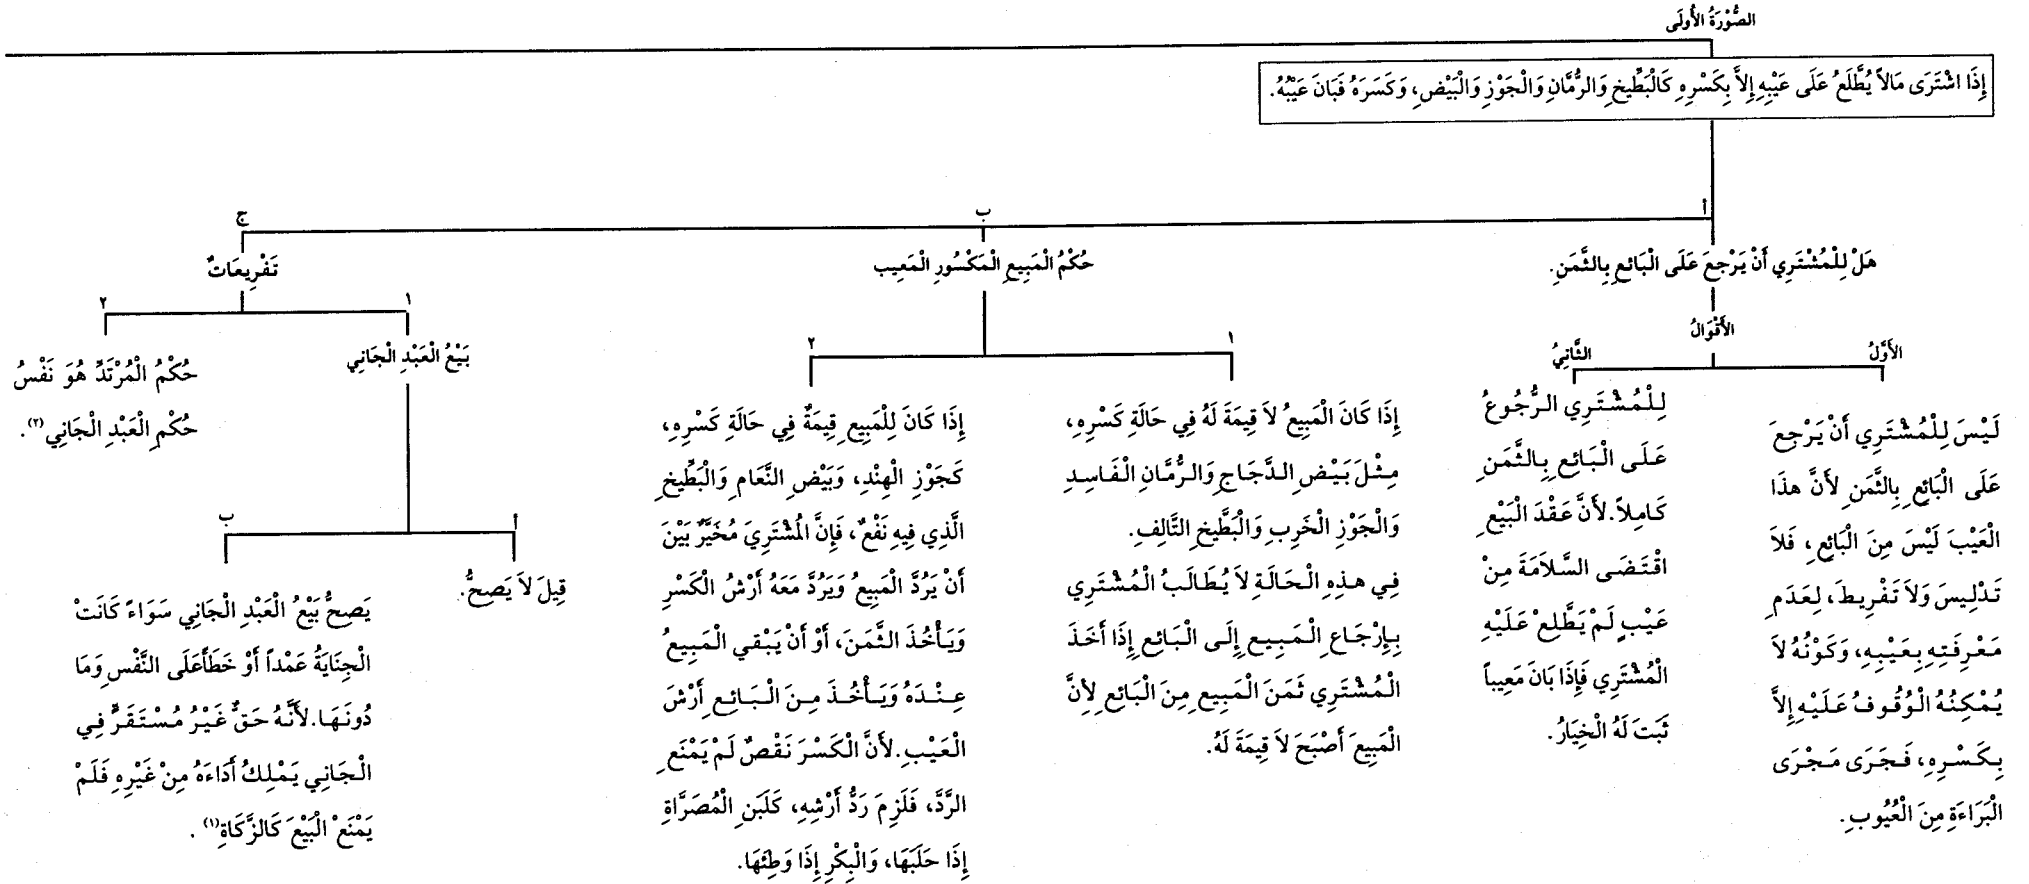 الصُّوْرَةُ الأُولَى
إِذَا اشْتَرَى مَالاً يُطَّلَعُ عَلَى عَيْبِهِ إِلاَّ بِكَسْرِهِ كَالْبَطِّيخِ وَالرُّمَّانِ وَالْجَوْزِ وَالْبَيْضِ، وَكَسَرَهُ فَبَانَ عَيْبُهُ.
أ
هَلْ لِلْمُشْتَرِي أَنْ يَرْجِعَ عَلَى الْبَائِعِ بِالثَّمَنِ.
الأَقْوَالُ
الأَوَّلُ
لَيْسَ لِلْمُشْتَرِي أَنْ يَرْجِعَ
عَلَى الْبَائِعِ بِالثَّمَنِ لأَنَّ هذَا
الْعَيْبَ لَيْسَ مِنَ الْبَائِعِ، فَلاَ
تَدْلِيسَ وَلاَ تَفْرِيطَ، لِعَدَمِ
مَعْرِفَتِهِ بِعَيْبِهِ، وَكَوْنُهُ لاَ
يُمْكِنُهُ الْوُقُوفُ عَلَيْهِ إِلاَّ
بِكَسْرِهِ، فَجَرَى مَجْرَى
الْبَرَاءَةِ مِنَ الْعُيُوبِ.
الثَّانِيُ
لِلْمُشْتَرِي الرُّجُوعُ
عَلَى الْبَائِعِ بِالثَّمَنِ
كَامِلاً. لأَنَّ عَقْدَ الْبَيْعِ
اقْتَضَى السَّلاَمَةَ مِنْ
عَيْبٍ لَمْ يَطَّلِعْ عَلَيْهِ
الْمُشْتَرِي فَإِذَا بَانَ مَعِيباً
ثَبَتَ لَهُ الْخِيَارُ.
ب
حُكْمُ الْمَبِيعِ الْمَكْسُورِ الْمَعِيب
١
إِذَا كَانَ الْمَبِيعُ لاَ قِيمَةَ لَهُ فِي حَالَةِ كَسْرِهِ،
مِثْلَ بَيْضِ الدَّجَاجِ وَالرُّمَّانِ الْفَاسِدِ
وَالْجَوْزِ الْخَرِبِ وَالْبَطِّيخِ التَّالِفِ.
فِي هذِهِ الْحَالَةِ لاَ يُطَالَبُ الْمُشْتَرِي
بِإِرْجَاعِ الْمَبِيعِ إِلَى الْبَائِعِ إِذَا أَخَذَ
الْمُشْتَرِي ثَمَنَ الْمَبِيعِ مِنَ الْبَائِعِ لأِنَّ
الْمَبِيعَ أَصْبَحَ لاَ قِيمَةَ لَهُ.
٢
إِذَا كَانَ لِلْمَبِيعِ قِيمَةٌ فِي حَالَةِ كَسْرِهِ،
كَجَوْزِ الْهِنْدِ، وَبَيْضِ النَّعَامِ وَالْبَطِّيخِ
الَّذِي فِيهِ نَفْعٌ، فَإِنَّ الْمُشْتَرِيَ مُخَيَّرٌ بَيْنَ
أَنْ يَرُدَّ الْمَبِيعُ وَيَرُدَّ مَعَهُ أَرْشُ الْكَسْرِ
وَيَأْخُذَ الثَّمَنَ، أَوْ أَنْ يَبْقي الْمَبِيعُ
عِنْدَهُ وَيَأْخُذَ مِنَ الْبَائِعِ أَرْشَ
الْعَيْبِ. لأَنَّ الْكَسْرَ نَقْصٌ لَمْ يَمْنَعِ
الرَّدَّ، فَلَزِمَ رَدُّ أَرْشِهِ، كَلَبَنِ الْمُصَرَّاةِ
إِذَا حَلَبَهَا، وَالْبِكْرِ إِذَا وَطِئَهَا.
ج
تَفْرِيعَاتٌ
١
بَيْعُ الْعَبْدِ الْجَانِي
أ
قِيلَ لاَ يَصِحُّ.
ب
يَصِحُّ بَيْعُ الْعَبْدِ الْجَانِي سَوَاءً كَانَتْ
الْجِنَايَةُ عَمْداً أَوْ خَطَأً عَلَى النَّفْسِ وَمَا
دُونَهَا. لأَنَّهُ حَقٌّ غَيْرُ مُسْتَقَرٍّ فِي
الْجَانِي يَمْلِكُ أَدَاءَهُ مِنْ غَيْرِهِ فَلَمْ
يَمْنَعْ الْبَيْعَ كَالزَّكَاةِ(١).
٢
حُكْمُ الْمُرْتَدِّ هُوَ نَفْسُ
حُكْمِ الْعَبْدِ الْجَانِي(٢).